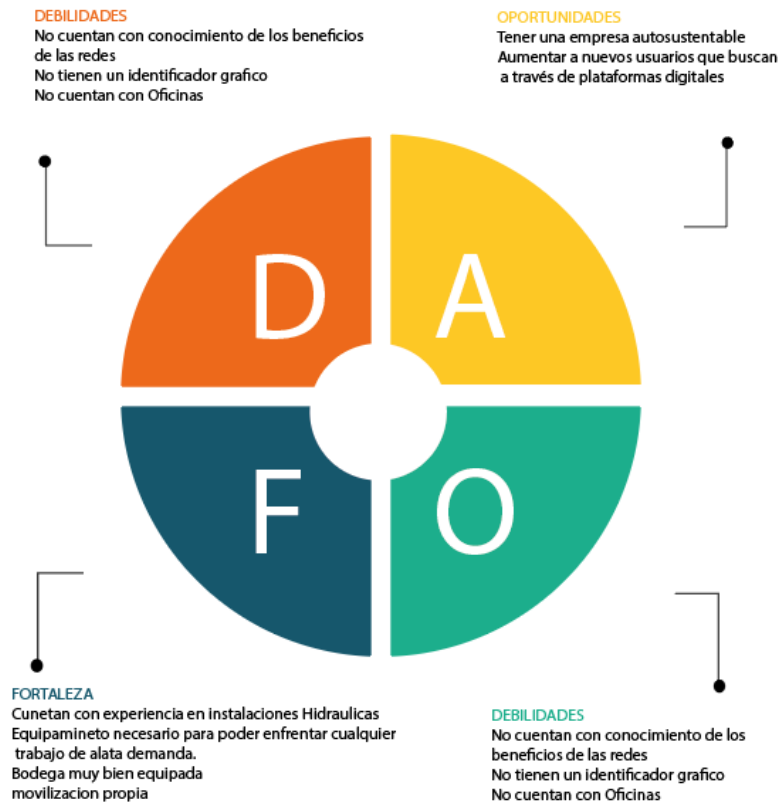 DEBILIDADES
No cuentan con conocimiento de los beneficios
de las redes
No tienen un identificador grafico
No cuentan con Oficinas
OPORTUNIDADES
Tener una empresa autosustentable
Aumentar a nuevos usuarios que buscan
a través de plataformas digitales
D
A
F
O
FORTALEZA
Cunetan con experiencia en instalaciones Hidraulicas
Equipamineto necesario para poder enfrentar cualquier
trabajo de alata demanda.
Bodega muy bien equipada
movilizacion propia
DEBILIDADES
No cuentan con conocimiento de los
beneficios de las redes
No tienen un identificador grafico
No cuentan con Oficinas